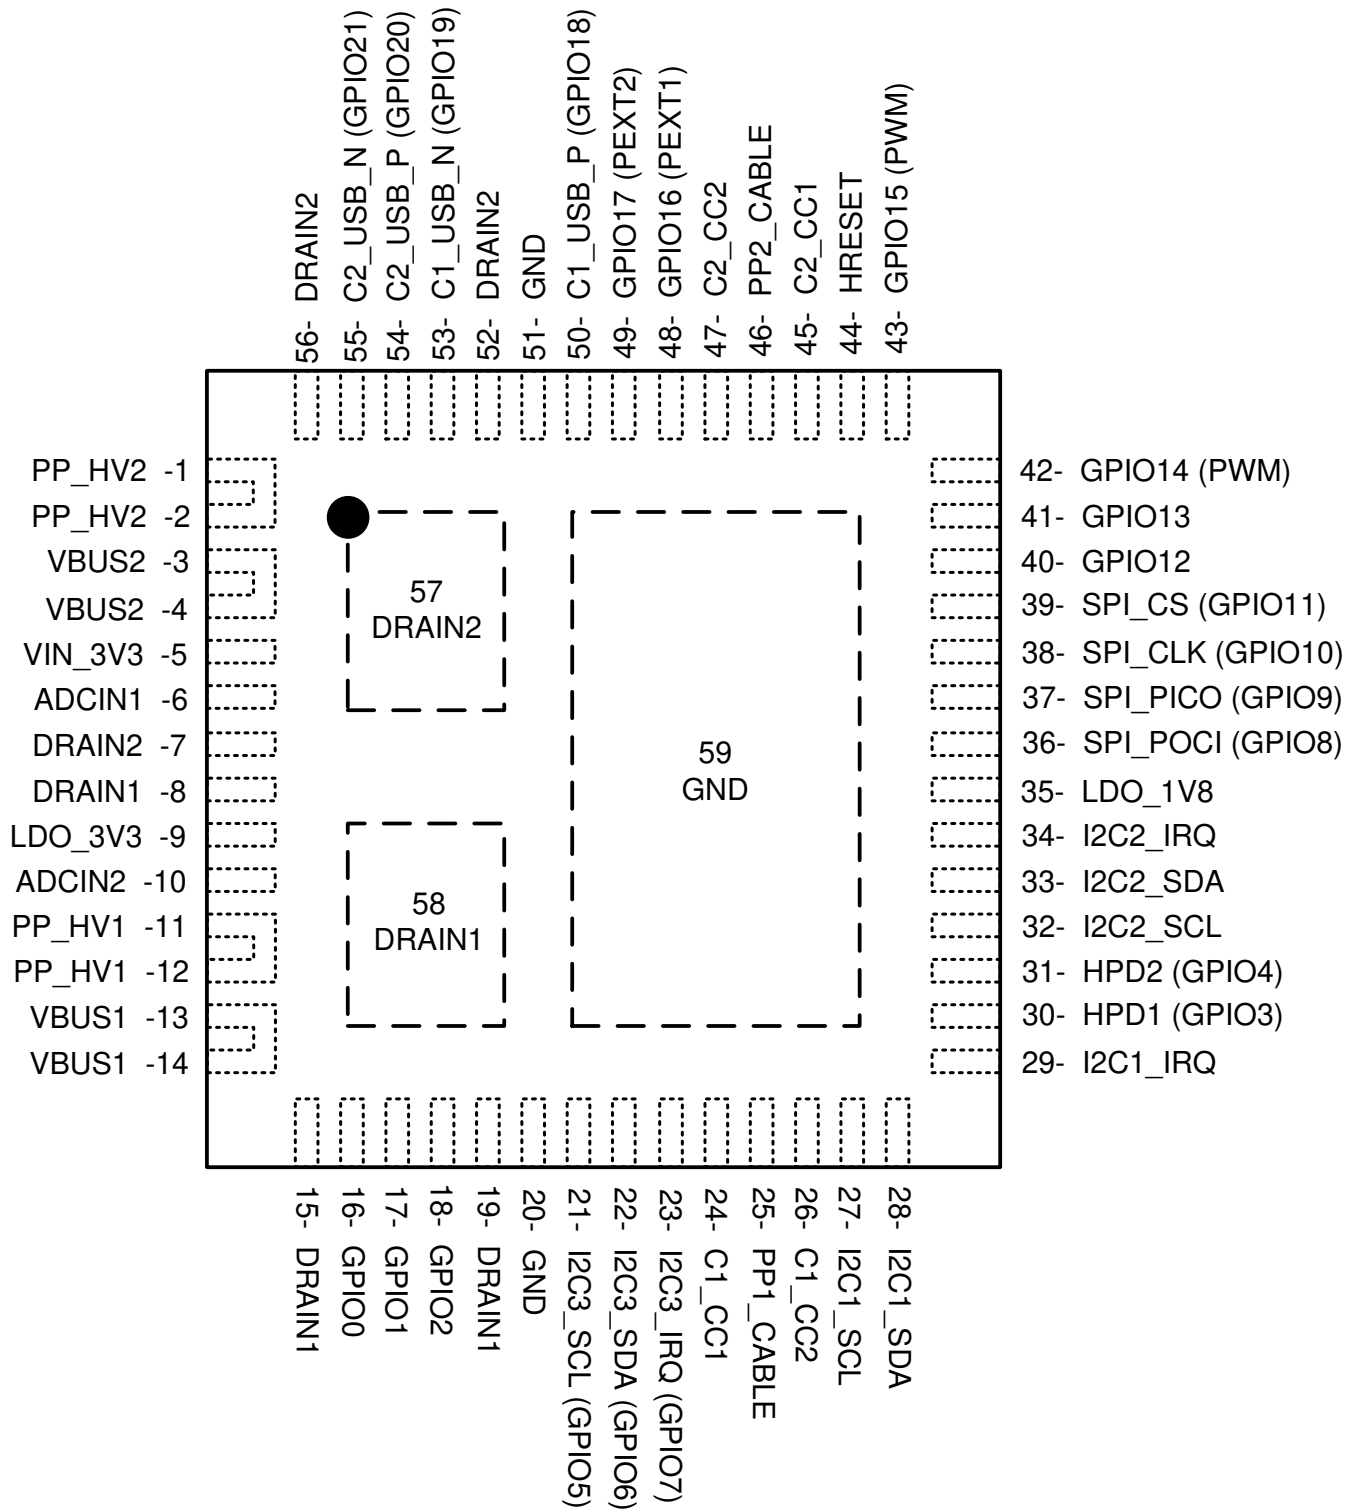 56- DRAIN2
55- C2_USB_N (GPIO21)
54- C2_USB_P (GPIO20)
53- C1_USB_N (GPIO19)
52- DRAIN2
51- GND
50- C1_USB_P (GPIO18)
49- GPIO17 (PEXT2)
48- GPIO16 (PEXT1)
47- C2_CC2
46- PP2_CABLE
45- C2_CC1
44- HRESET
43- GPIO15 (PWM)
PP_HV2 -1
PP_HV2 -2
VBUS2 -3
VBUS2 -4
VIN_3V3 -5
ADCIN1 -6
DRAIN2 -7
DRAIN1 -8
LDO_3V3 -9
ADCIN2 -10
PP_HV1 -11
PP_HV1 -12
VBUS1 -13
VBUS1 -14
57
DRAIN2
58
DRAIN1
59
GND
42- GPIO14 (PWM)
41- GPIO13
40- GPIO12
39- SPI_CS (GPIO11)
38- SPI_CLK (GPIO10)
37- SPI_PICO (GPIO9)
36- SPI_POCI (GPIO8)
35- LDO_1V8
34- I2C2_IRQ
33- I2C2_SDA
32- I2C2_SCL
31- HPD2 (GPIO4)
30- HPD1 (GPIO3)
29- I2C1_IRQ
15- DRAIN1
16- GPIO0
17- GPIO1
18- GPIO2
19- DRAIN1
20- GND
21- I2C3_SCL (GPIO5)
22- I2C3_SDA (GPIO6)
23- I2C3_IRQ (GPIO7)
24- C1_CC1
25- PP1_CABLE
26- C1_CC2
27- I2C1_SCL
28- I2C1_SDA